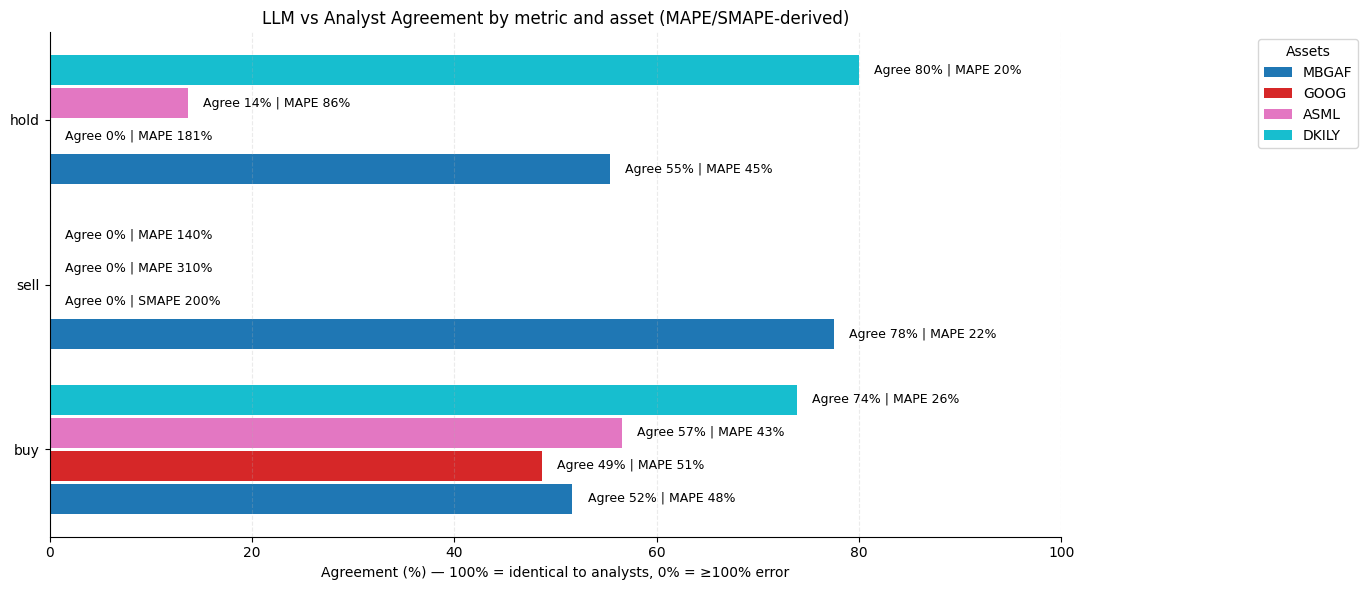 LLM vs Analyst Agreement by metric and asset (MAPE/SMAPE-derived)
Assets
MBGAF
GOOG
ASML
DKILY
hold
Agree 80% | MAPE 20%
Agree 14% | MAPE 86%
Agree 0% | MAPE 181%
Agree 55% | MAPE 45%
sell
Agree 0% | MAPE 140%
Agree 0% | MAPE 310%
Agree 0% | SMAPE 200%
Agree 78% | MAPE 22%
buy
Agree 74% | MAPE 26%
Agree 57% | MAPE 43%
Agree 49% | MAPE 51%
Agree 52% | MAPE 48%
0 20 40 60 80 100
Agreement (%) — 100% = identical to analysts, 0% = ≥100% error